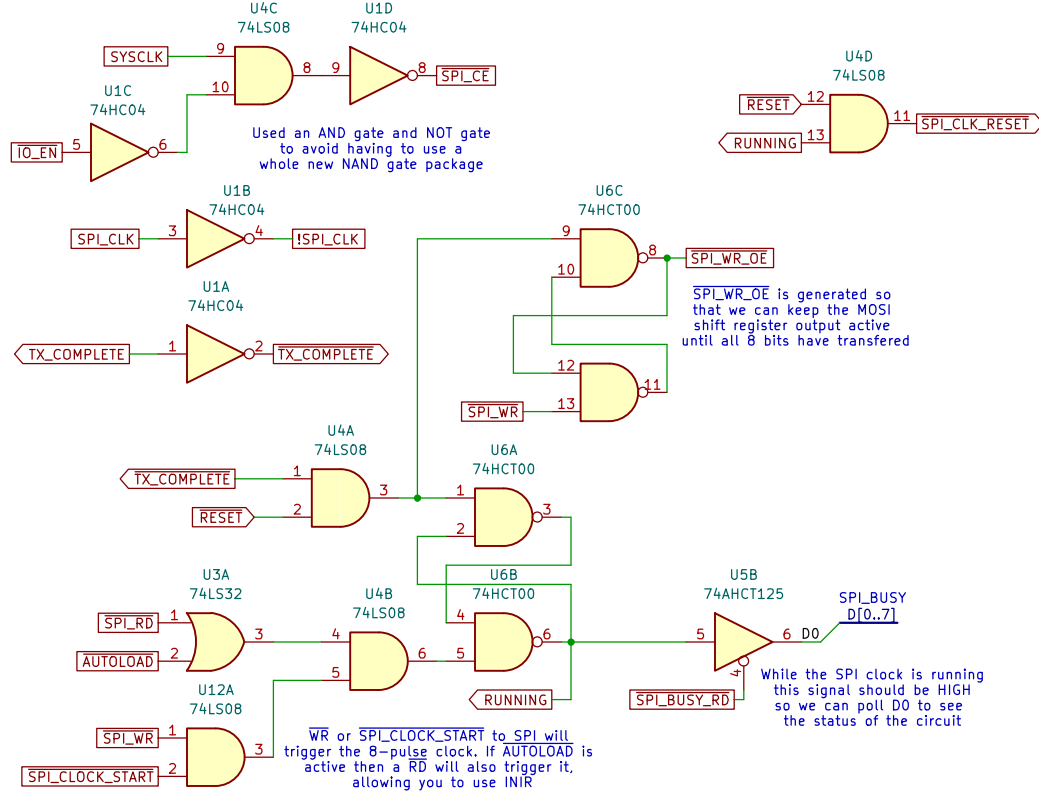 U4C
74LS08
U1D
74HC04
SYSCLK
9
10
8
9
8
SPI_CE
U1C
74HC04
IO_EN
5
6
Used an AND gate and NOT gate
to avoid having to use a
whole new NAND gate package
U4D
74LS08
RESET
12
RUNNING
13
11
SPI_CLK_RESET
U1B
74HC04
SPI_CLK
3
4
!SPI_CLK
U1A
74HC04
TX_COMPLETE
1
2
TX_COMPLETE
U6C
74HCT00
9
10
8
SPI_WR_OE
SPI_WR_OE is generated so
that we can keep the MOSI
shift register output active
until all 8 bits have transfered
12
SPI_WR
13
11
U4A
74LS08
TX_COMPLETE
1
RESET
2
3
U6A
74HCT00
1
2
3
U3A
74LS32
SPI_RD
1
AUTOLOAD
2
3
U4B
74LS08
4
5
6
U6B
74HCT00
4
5
6
RUNNING
U5B
74AHCT125
5
6
4
D0
SPI_BUSY
D[0..7]
SPI_BUSY_RD
While the SPI clock is running
this signal should be HIGH
so we can poll D0 to see
the status of the circuit
U12A
74LS08
SPI_WR
1
SPI_CLOCK_START
2
3
WR or SPI_CLOCK_START to SPI will
trigger the 8-pulse clock. If AUTOLOAD is
active then a RD will also trigger it,
allowing you to use INIR